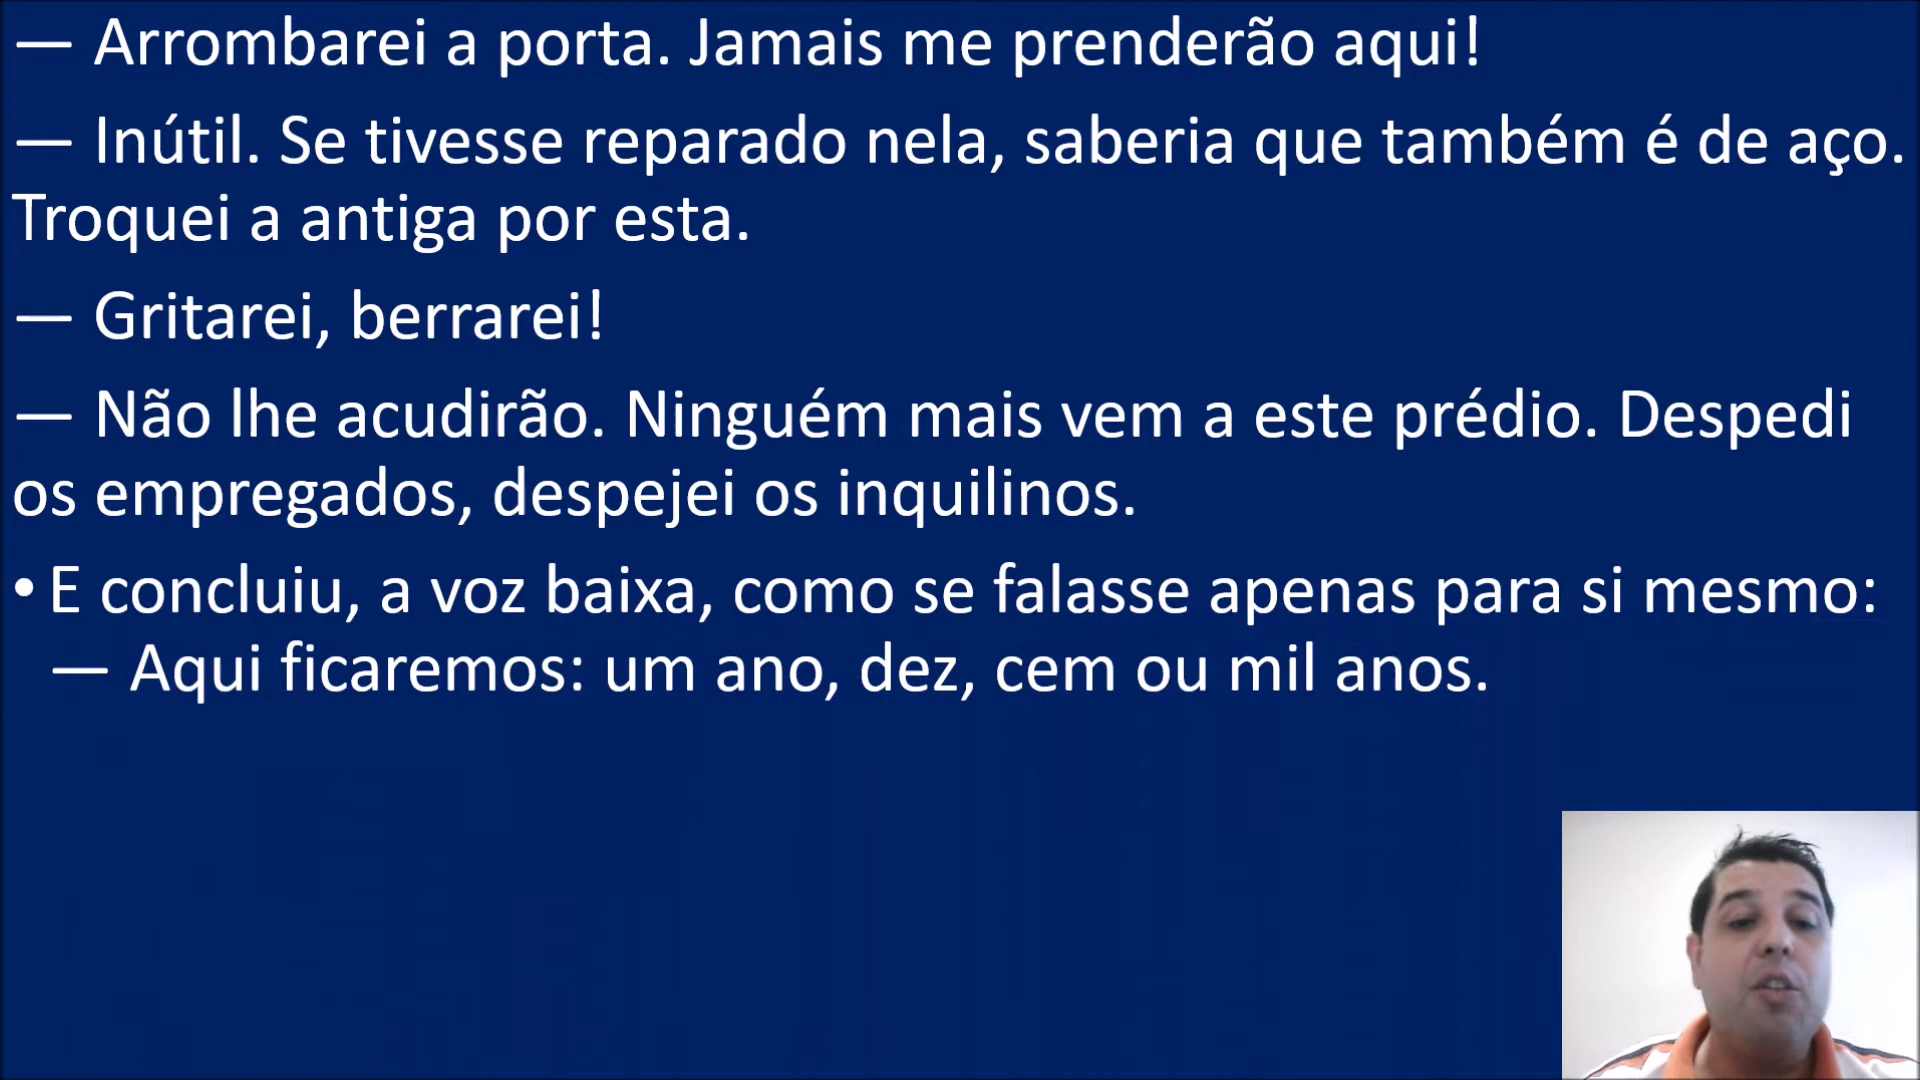 — Arrombarei a porta. Jamais me prenderão aqui!
— Inútil. Se tivesse reparado nela, saberia que também é de aço.
Troquei a antiga por esta.
— Gritarei, berrarei!
— Não lhe acudirão. Ninguém mais vem a este prédio. Despedi
os empregados, despejei os inquilinos.
• E concluiu, a voz baixa, como se falasse apenas para si mesmo:
— Aqui ficaremos: um ano, dez, cem ou mil anos.